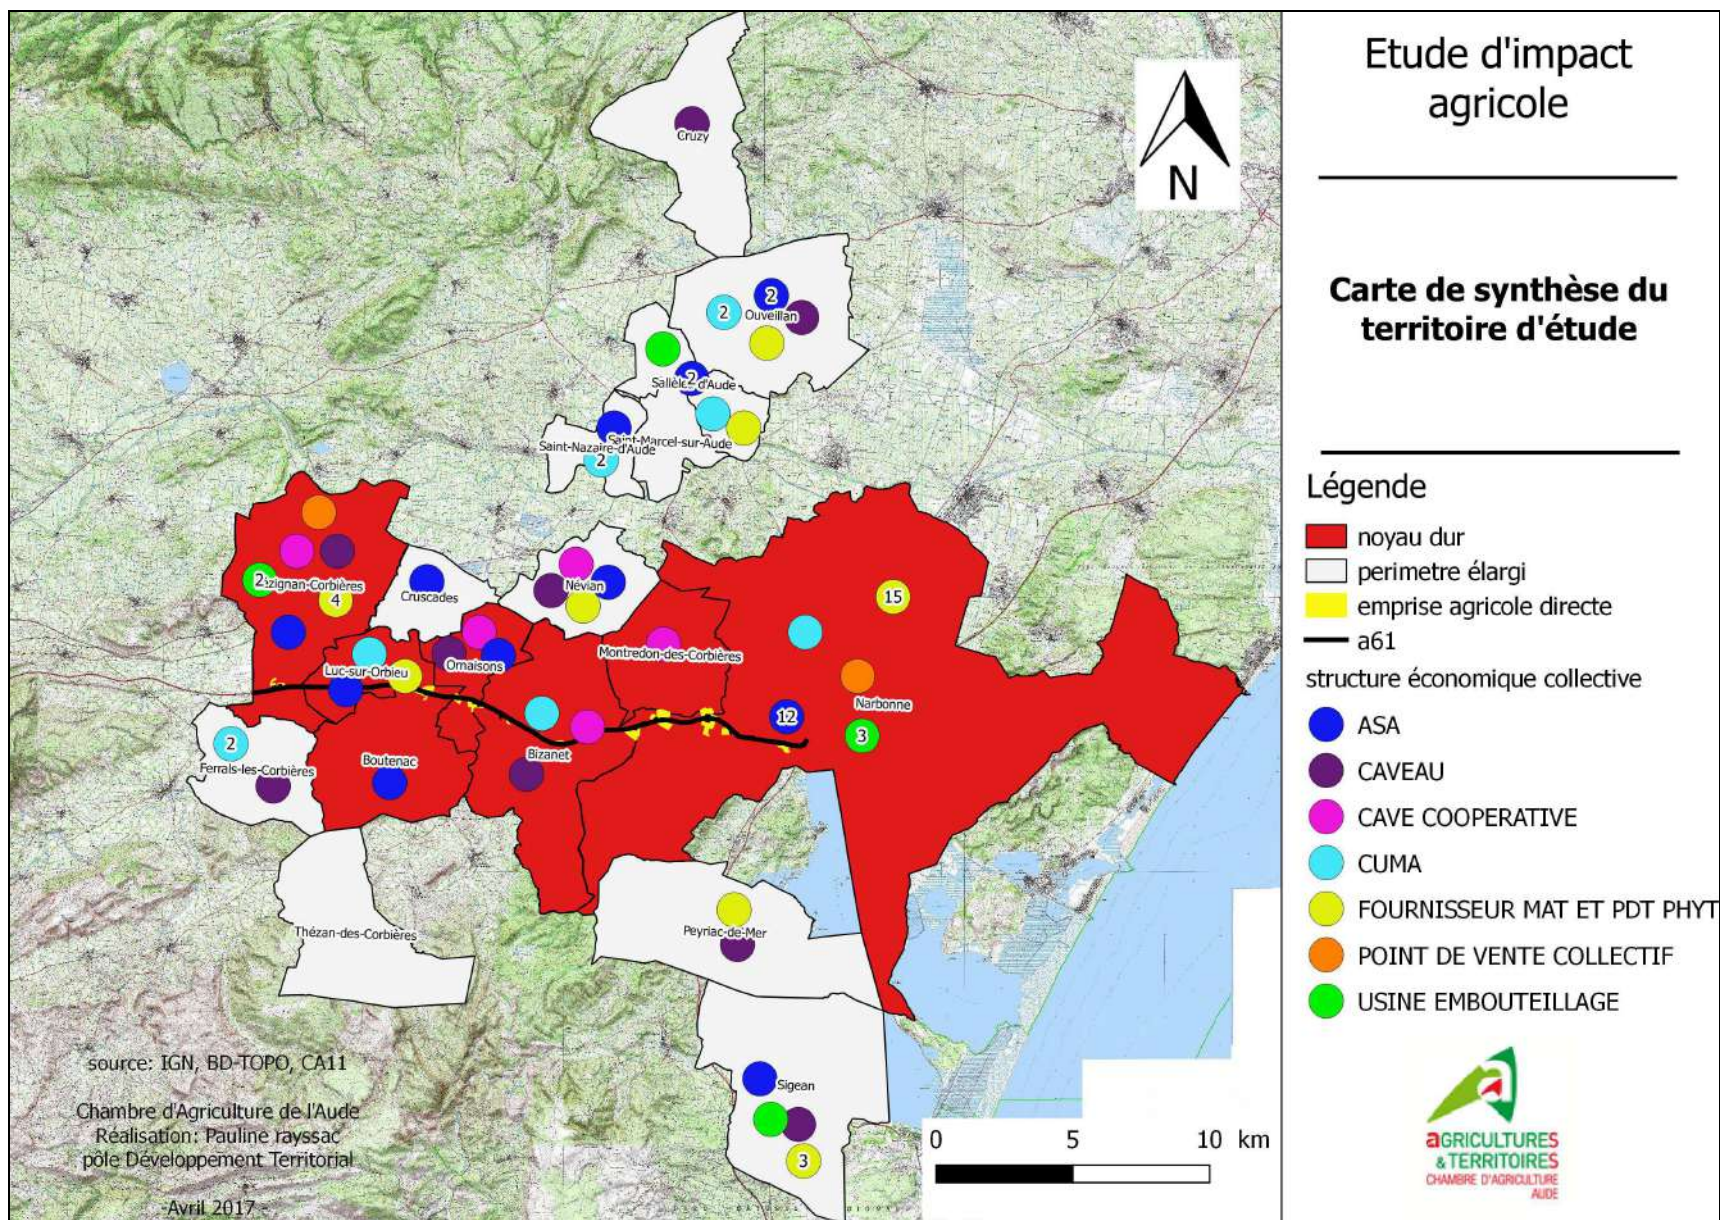 Etude d'impact
agricole
Carte de synthèse du
territoire d'étude
Légende
noyau dur
perimetre élargi
emprise agricole directe
a61
structure économique collective
ASA
CAVEAU
CAVE COOPERATIVE
CUMA
FOURNISSEUR MAT ET PDT PHYT
POINT DE VENTE COLLECTIF
USINE EMBOUTEILLAGE
aGRICULTURES
& TERRITOIRES
CHAMBRE D'AGRICULTURE
AUDE
N
Cruzy
2
2
Ouveillan
2
Sallèles d'Aude
Saint-Marcel-sur-Aude
Saint-Nazaire-d'Aude
2
2
zignan-Corbières
4
Cruscades
Névian
15
Ornaisons
Montredon-des-Corbières
Luc-sur-Orbieu
Narbonne
12
3
2
Ferrals-les-Corbières
Boutenac
Bizanet
Thézan-des-Corbières
Peyriac-de-Mer
Sigean
3
0 5 10 km
source: IGN, BD-TOPO, CA11
Chambre d'Agriculture de l'Aude
Réalisation: Pauline rayssac
pôle Développement Territorial
-Avril 2017 -